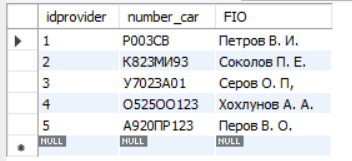 idprovider number_car FIO
1 Р003СВ Петров В. И.
2 К823МИ93 Соколов П. Е.
3 У7023А01 Серов О. П,
4 О525ОО123 Хохлунов А. А.
5 А920ПР123 Перов В. О.
NULL NULL NULL